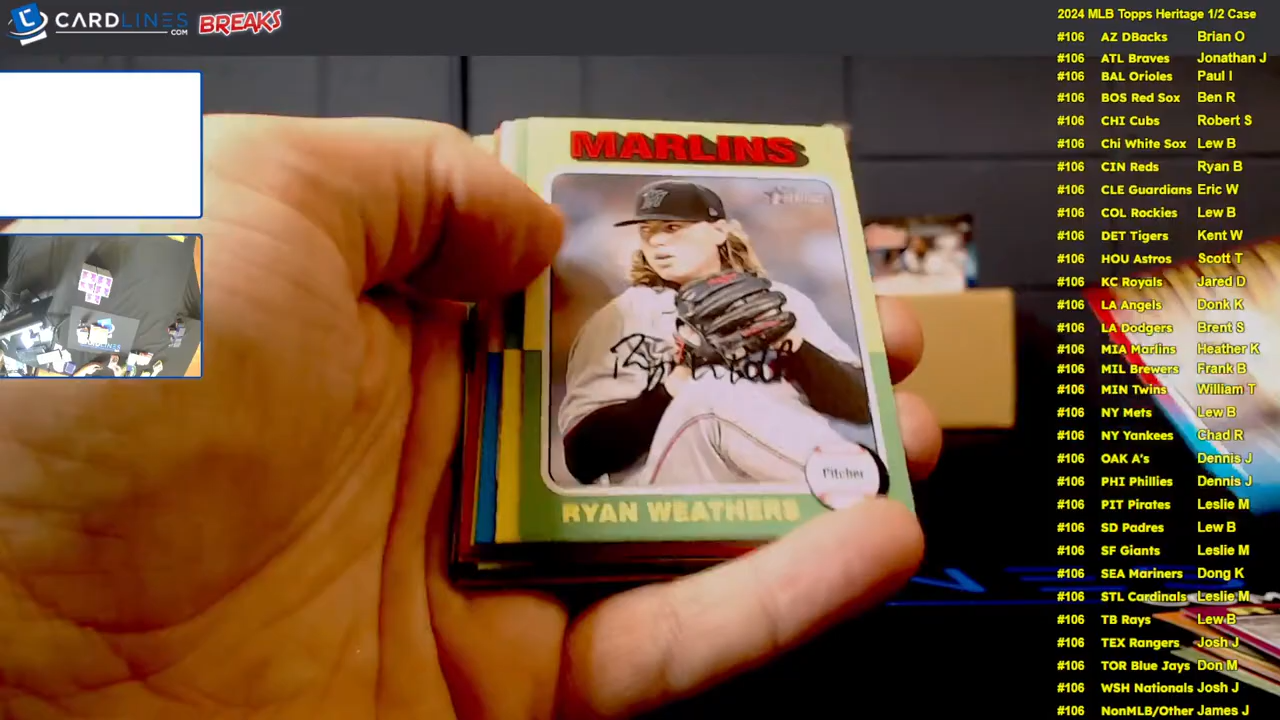 CARDLINES
.COM
BREAKS
2024 MLB Topps Heritage 1/2 Case
#106 AZ DBacks Brian O
#106 ATL Braves Jonathan J
#106 BAL Orioles Paul I
#106 BOS Red Sox Ben R
#106 CHI Cubs Robert S
#106 Chi White Sox Lew B
#106 CIN Reds Ryan B
#106 CLE Guardians Eric W
#106 COL Rockies Lew B
#106 DET Tigers Kent W
#106 HOU Astros Scott T
#106 KC Royals Jared D
#106 LA Angels Donk K
#106 LA Dodgers Brent S
#106 MIA Marlins Heather K
#106 MIL Brewers Frank B
#106 MIN Twins William T
#106 NY Mets Lew B
#106 NY Yankees Chad R
#106 OAK A's Dennis J
#106 PHI Phillies Dennis J
#106 PIT Pirates Leslie M
#106 SD Padres Lew B
#106 SF Giants Leslie M
#106 SEA Mariners Dong K
#106 STL Cardinals Leslie M
#106 TB Rays Lew B
#106 TEX Rangers Josh J
#106 TOR Blue Jays Don M
#106 WSH Nationals Josh J
#106 NonMLB/Other James J
MARLINS
Pitcher
RYAN WEATHERS